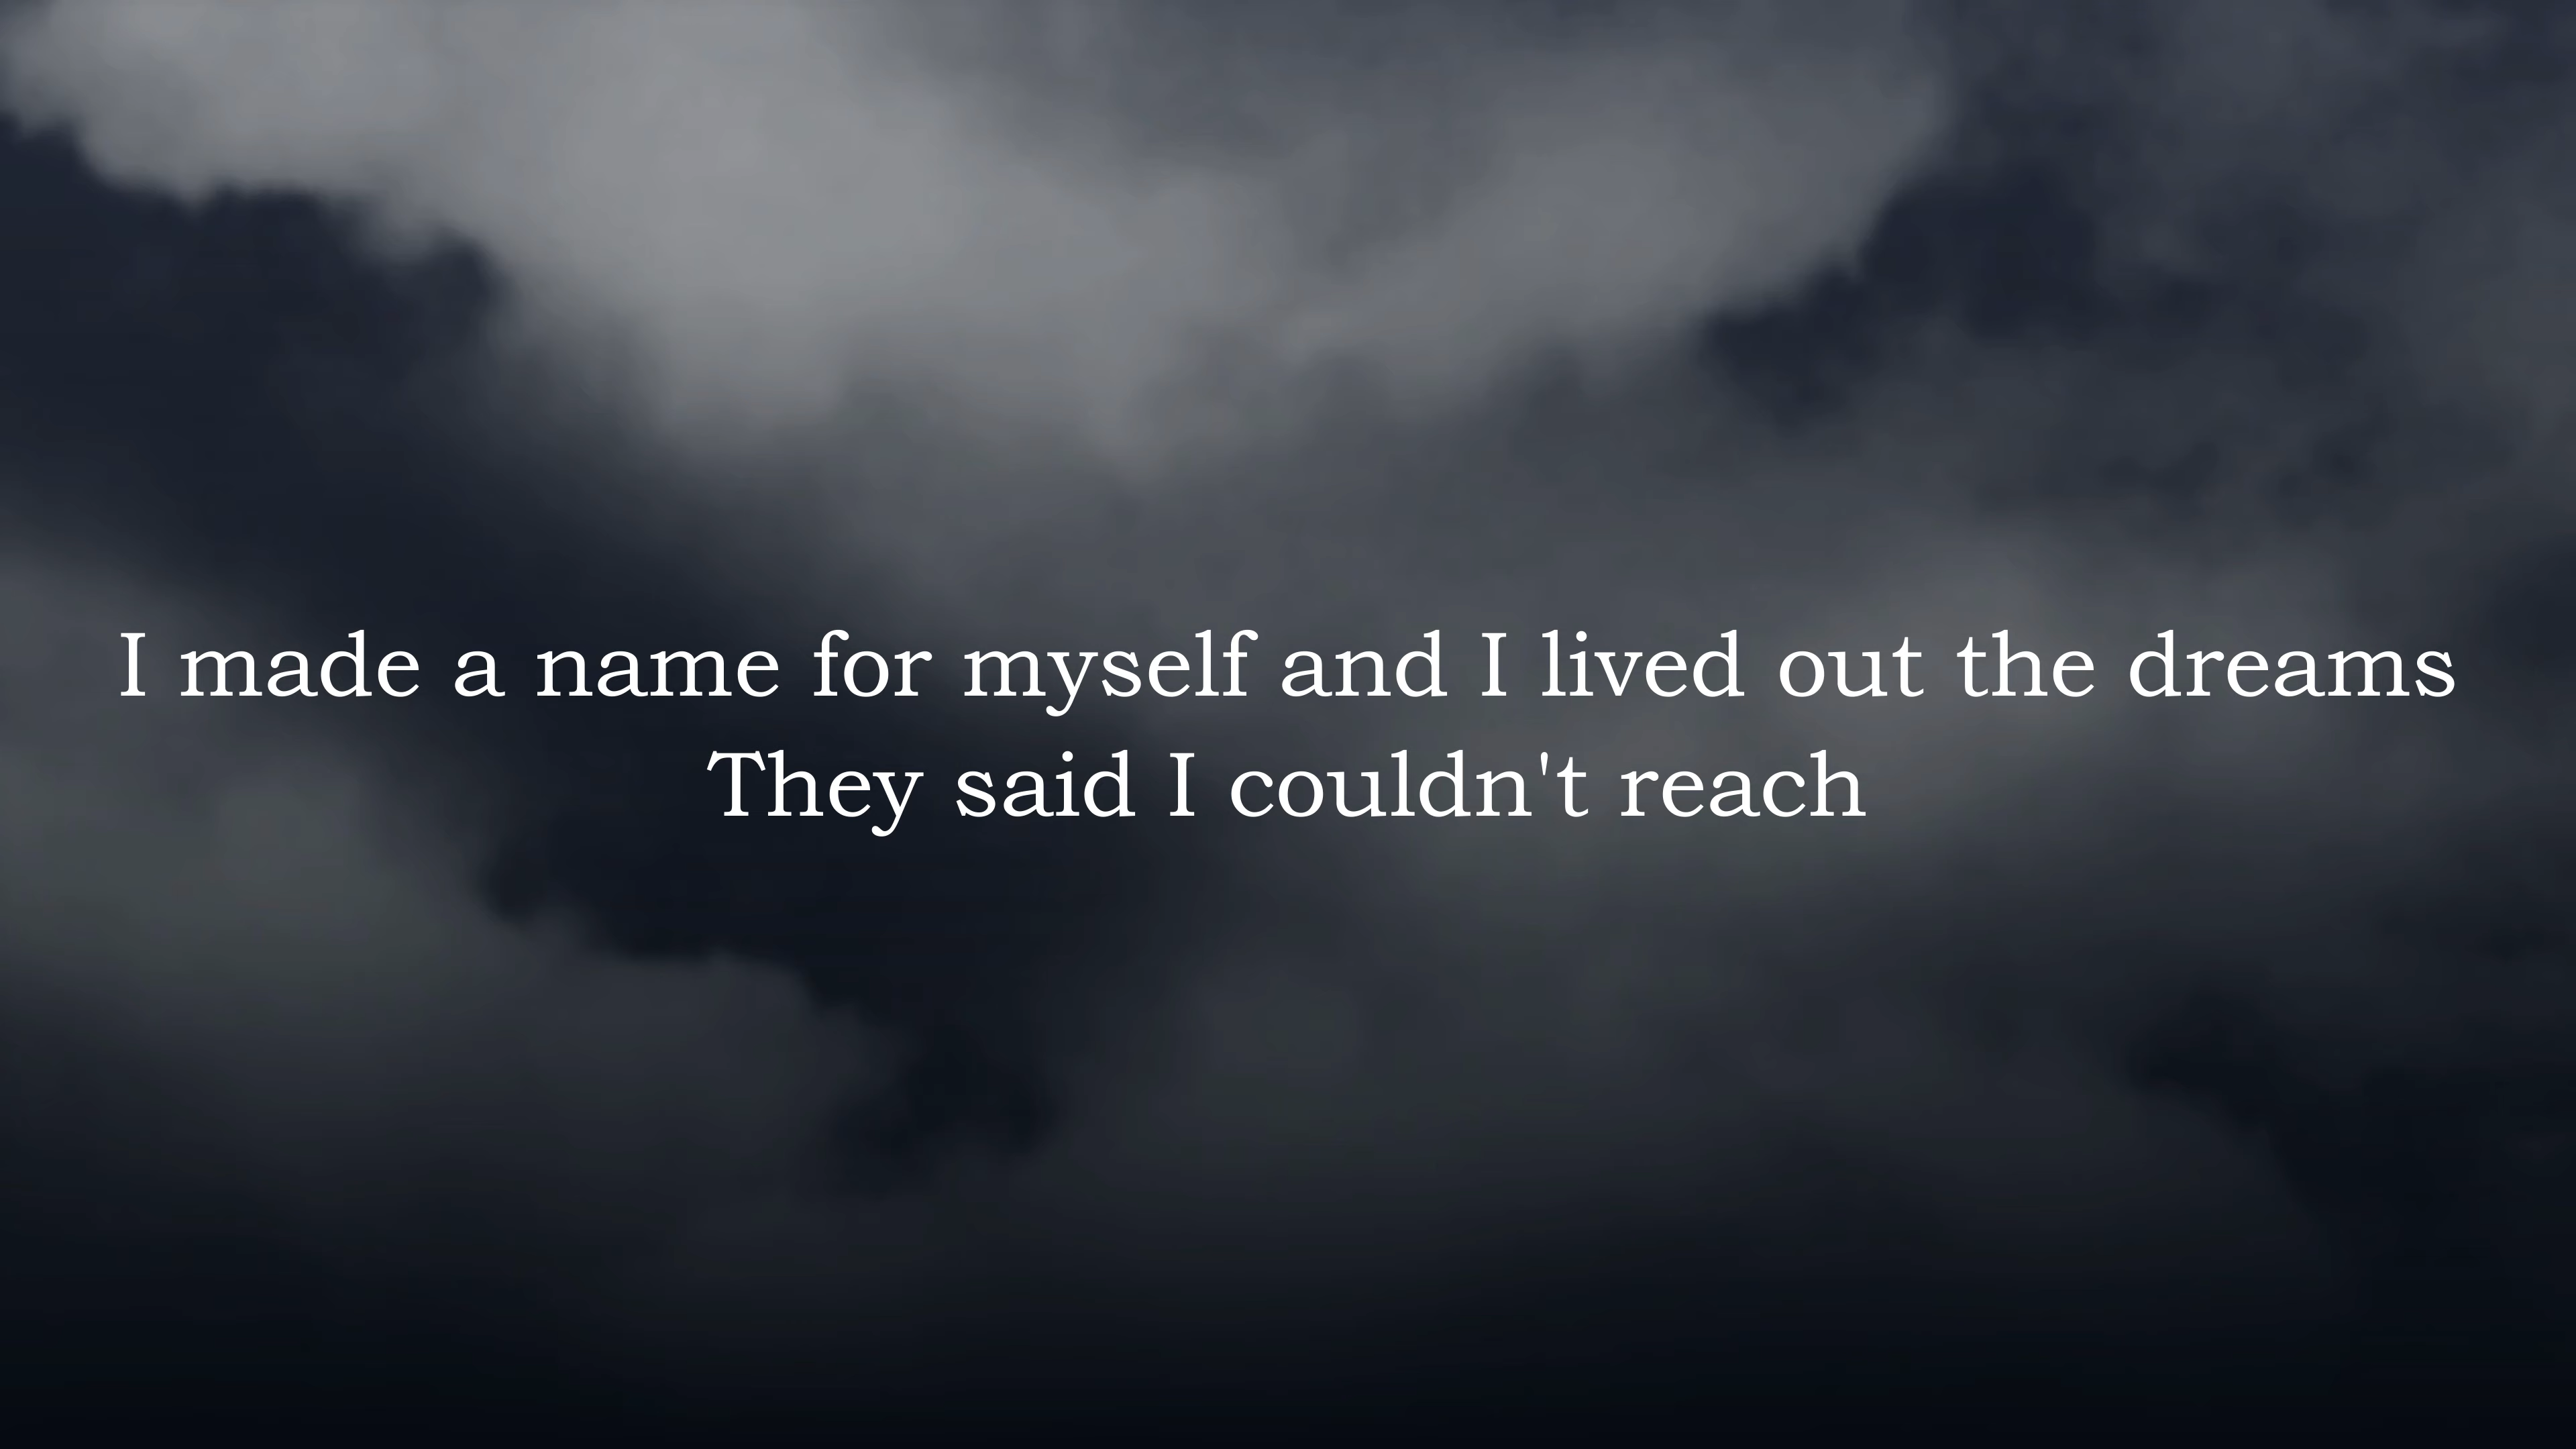 I made a name for myself and I lived out the dreams
They said I couldn't reach